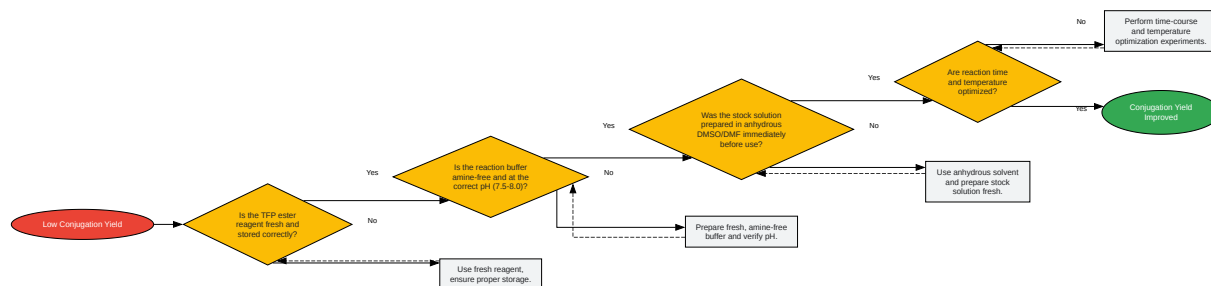 Low Conjugation Yield
Is the TFP ester
reagent fresh and
stored correctly?
Yes
No
Use fresh reagent,
ensure proper storage.
Is the reaction buffer
amine-free and at the
correct pH (7.5-8.0)?
Yes
No
Prepare fresh, amine-free
buffer and verify pH.
Was the stock solution
prepared in anhydrous
DMSO/DMF immediately
before use?
Yes
No
Use anhydrous solvent
and prepare stock
solution fresh.
Are reaction time
and temperature
optimized?
No
Perform time-course
and temperature
optimization experiments.
Yes
Conjugation Yield
Improved